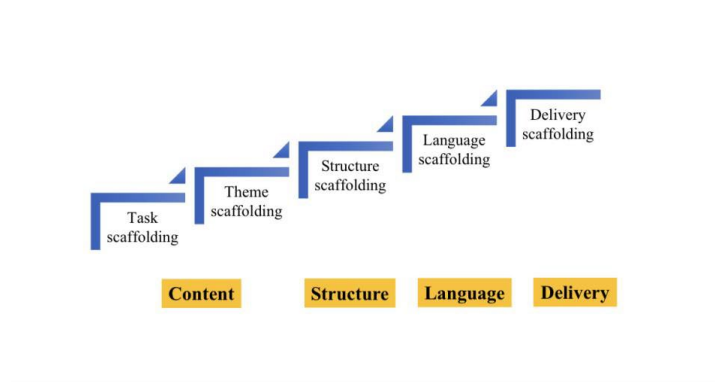 Task
scaffolding
Theme
scaffolding
Structure
scaffolding
Language
scaffolding
Delivery
scaffolding
Content
Structure
Language
Delivery